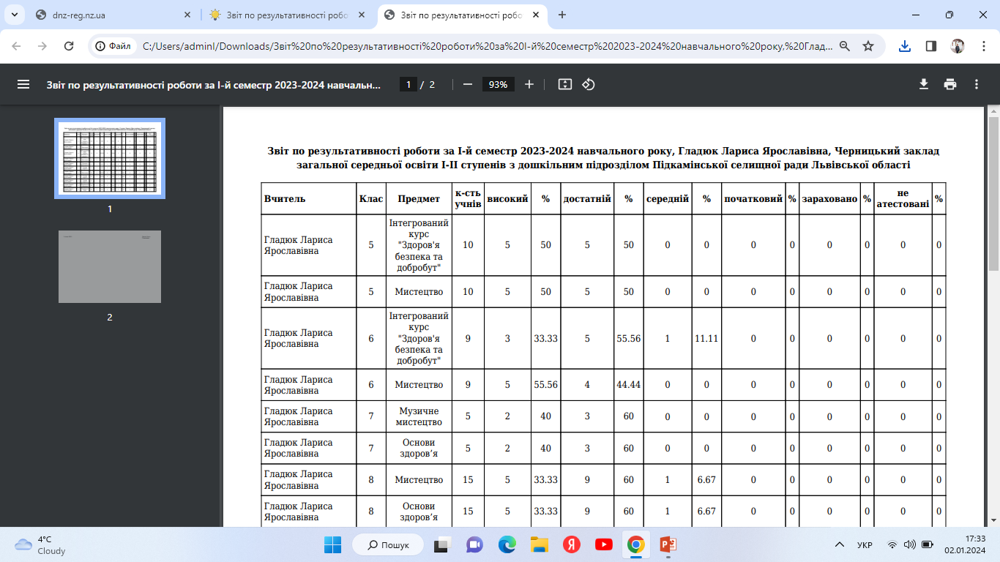 dnz-reg.nz.ua
Звіт по результативності робо
Звіт по результативності робо
Файл
C:/Users/adminl/Downloads/Звіт%20по%20результативності%20роботи%20за%20І-й%20семестр%202023-2024%20навчального%20року,%20Глад...
Звіт по результативності роботи за І-й семестр 2023-2024 навчальн...
1 / 2
93%
1
2
Звіт по результативності роботи за І-й семестр 2023-2024 навчального року, Гладюк Лариса Ярославівна, Черницький заклад
загальної середньої освіти І-ІІ ступенів з дошкільним підрозділом Підкамінської селищної ради Львівської області
Вчитель Клас Предмет к-сть учнів високий % достатній % середній % початковий % зараховано % не атестовані %
Гладюк Лариса Ярославівна 5 Інтегрований курс "Здоров'я безпека та добробут" 10 5 50 5 50 0 0 0 0 0 0 0 0
Гладюк Лариса Ярославівна 5 Мистецтво 10 5 50 5 50 0 0 0 0 0 0 0 0
Гладюк Лариса Ярославівна 6 Інтегрований курс "Здоров'я безпека та добробут" 9 3 33.33 5 55.56 1 11.11 0 0 0 0 0 0
Гладюк Лариса Ярославівна 6 Мистецтво 9 5 55.56 4 44.44 0 0 0 0 0 0 0 0
Гладюк Лариса Ярославівна 7 Музичне мистецтво 5 2 40 3 60 0 0 0 0 0 0 0 0
Гладюк Лариса Ярославівна 7 Основи здоров’я 5 2 40 3 60 0 0 0 0 0 0 0 0
Гладюк Лариса Ярославівна 8 Мистецтво 15 5 33.33 9 60 1 6.67 0 0 0 0 0 0
Гладюк Лариса Ярославівна 8 Основи здоров’я 15 5 33.33 9 60 1 6.67 0 0 0 0 0 0
4°C
Cloudy
Пошук
Я
УКР
17:33
02.01.2024